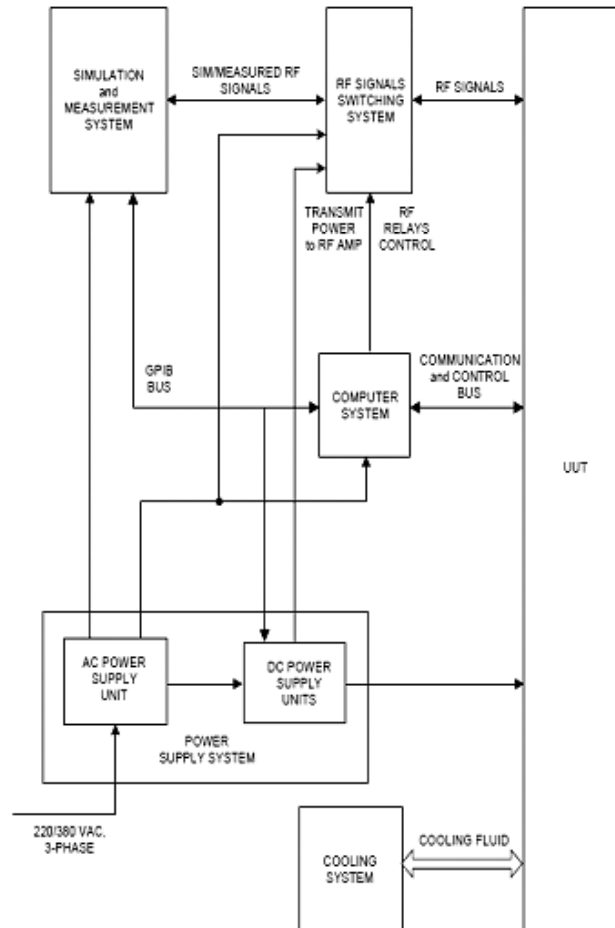 SIMULATION
and
MEASUREMENT
SYSTEM
SIM/MEASURED RF
SIGNALS
RF SIGNALS
SWITCHING
SYSTEM
RF SIGNALS
TRANSMIT
POWER
to RF AMP
RF
RELAYS
CONTROL
GPIB
BUS
COMPUTER
SYSTEM
COMMUNICATION
and CONTROL
BUS
UUT
AC POWER
SUPPLY
UNIT
DC POWER
SUPPLY
UNITS
POWER
SUPPLY SYSTEM
220/380 VAC,
3-PHASE
COOLING
SYSTEM
COOLING FLUID